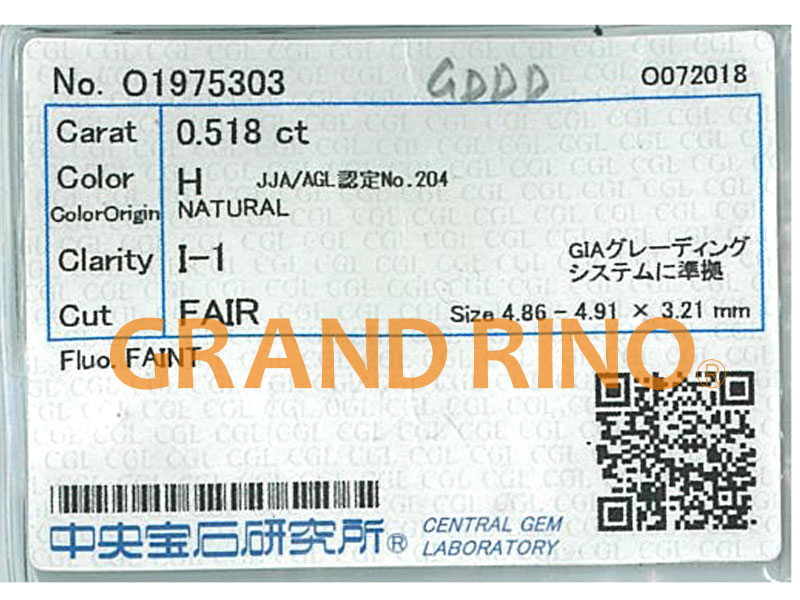 No. O1975303 GDDD O072018
Carat 0.518 ct
Color H JJA/AGL認定No.204
ColorOrigin NATURAL
Clarity I-1 GIAグレーディング
システムに準拠
Cut FAIR Size 4.86 - 4.91 × 3.21 mm
GRAND RINO®
Fluo. FAINT
中央宝石研究所® CENTRAL GEM
LABORATORY